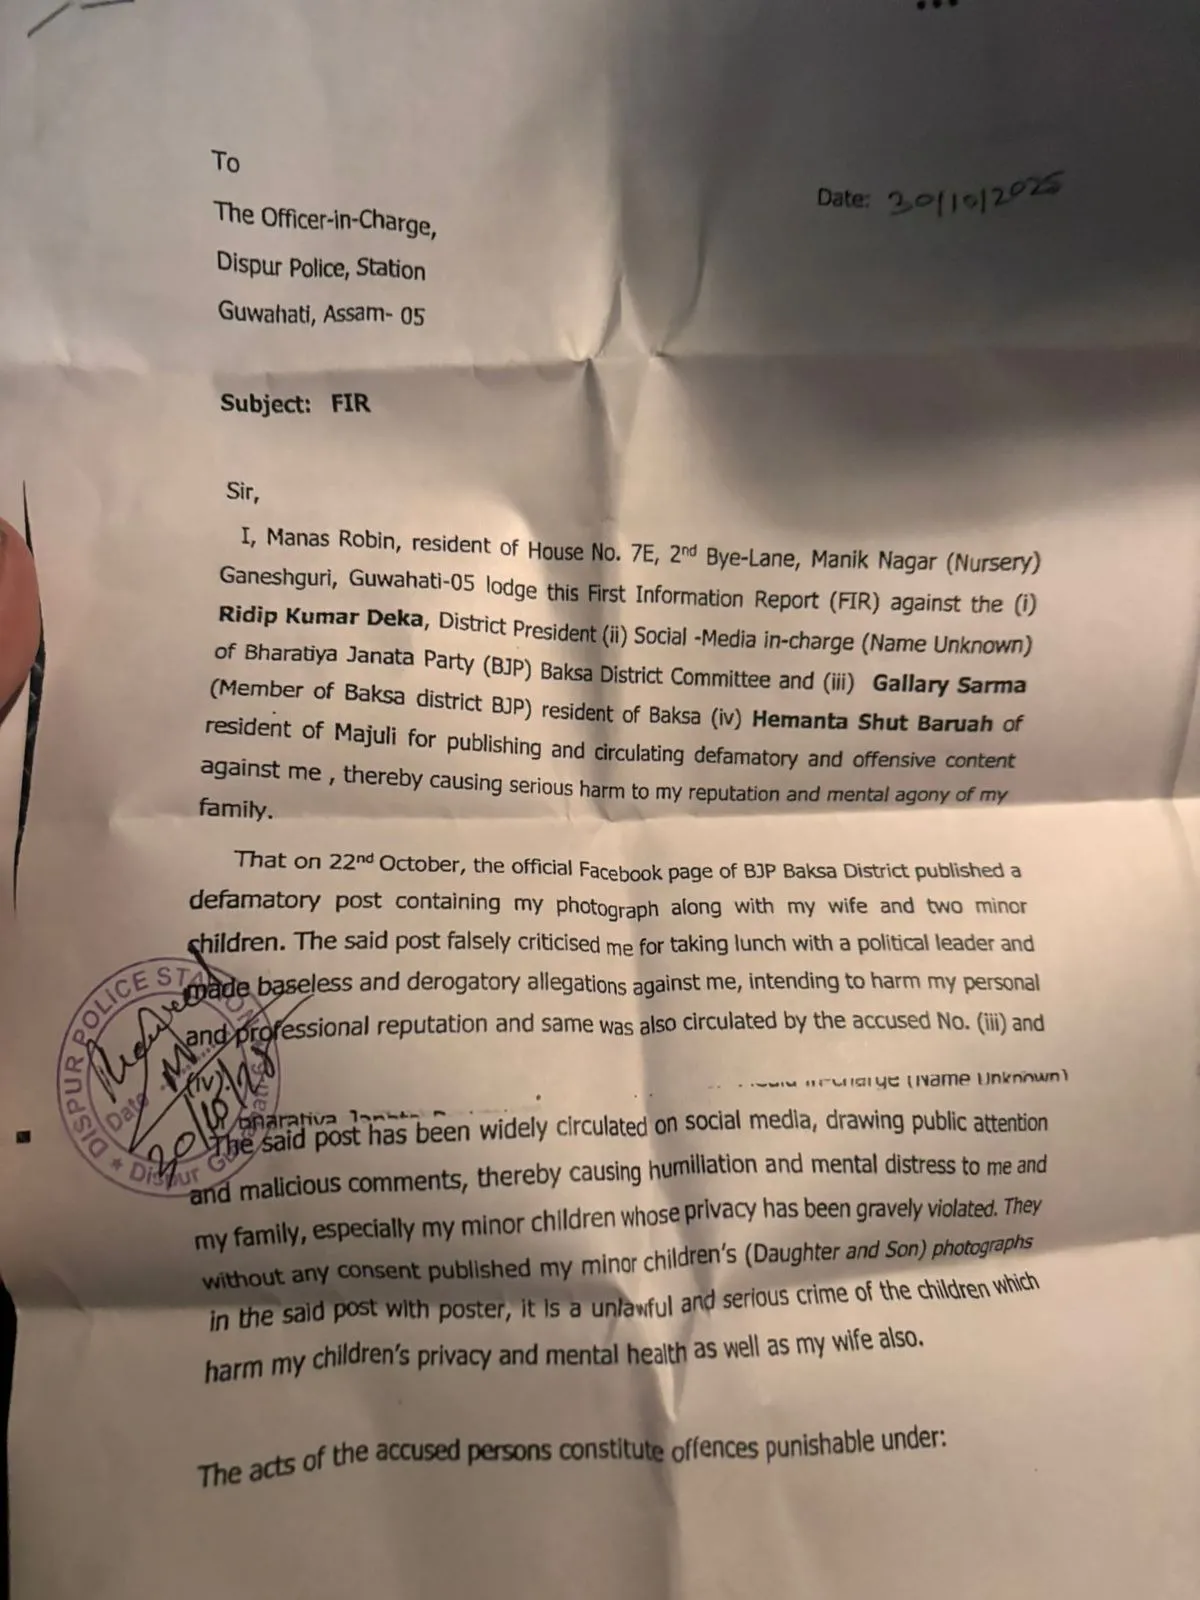 To
Date: 30/10/2025
The Officer-in-Charge,
Dispur Police, Station
Guwahati, Assam- 05
Subject: FIR
Sir,
I, Manas Robin, resident of House No. 7E, 2nd Bye-Lane, Manik Nagar (Nursery)
Ganeshguri, Guwahati-05 lodge this First Information Report (FIR) against the (i)
Ridip Kumar Deka, District President (ii) Social -Media in-charge (Name Unknown)
of Bharatiya Janata Party (BJP) Baksa District Committee and (iii) Gallary Sarma
(Member of Baksa district BJP) resident of Baksa (iv) Hemanta Shut Baruah of
resident of Majuli for publishing and circulating defamatory and offensive content
against me , thereby causing serious harm to my reputation and mental agony of my
family.
That on 22nd October, the official Facebook page of BJP Baksa District published a
defamatory post containing my photograph along with my wife and two minor
children. The said post falsely criticised me for taking lunch with a political leader and
made baseless and derogatory allegations against me, intending to harm my personal
and professional reputation and same was also circulated by the accused No. (iii) and
(iv).
in-charge (Name Unknown)
The said post has been widely circulated on social media, drawing public attention
and malicious comments, thereby causing humiliation and mental distress to me and
my family, especially my minor children whose privacy has been gravely violated. They
without any consent published my minor children's (Daughter and Son) photographs
in the said post with poster, it is a unlawful and serious crime of the children which
harm my children's privacy and mental health as well as my wife also.
The acts of the accused persons constitute offences punishable under:
DISPUR POLICE STATION
Date
30/10/25
Dispur